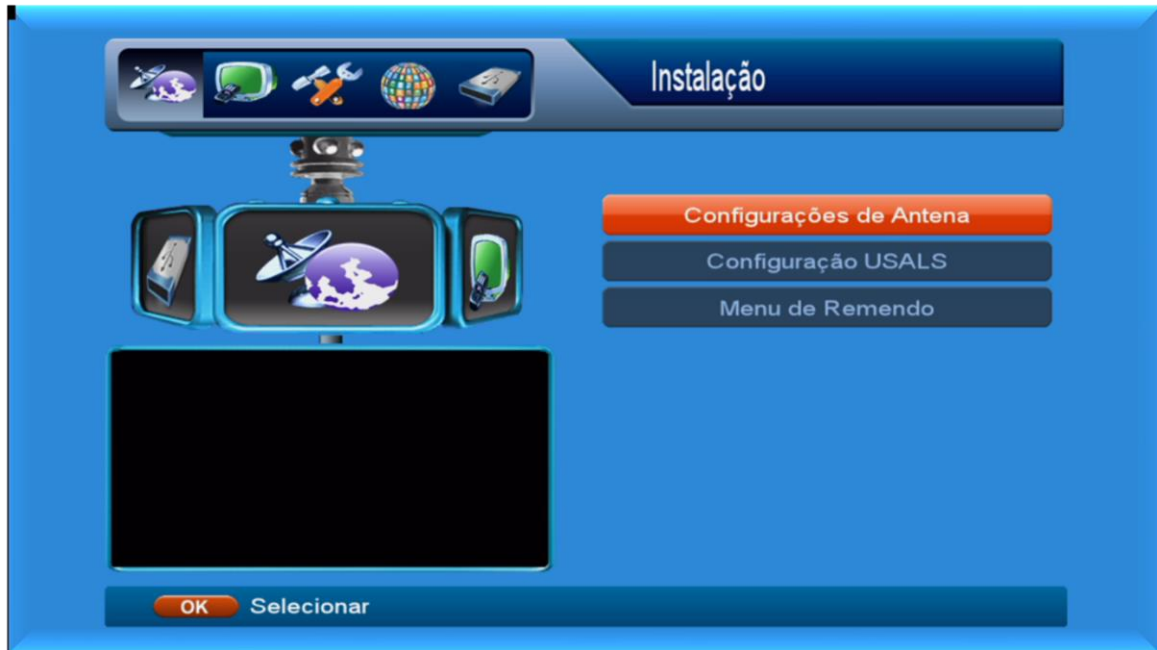 Instalação
Configurações de Antena
Configuração USALS
Menu de Remendo
OK Selecionar